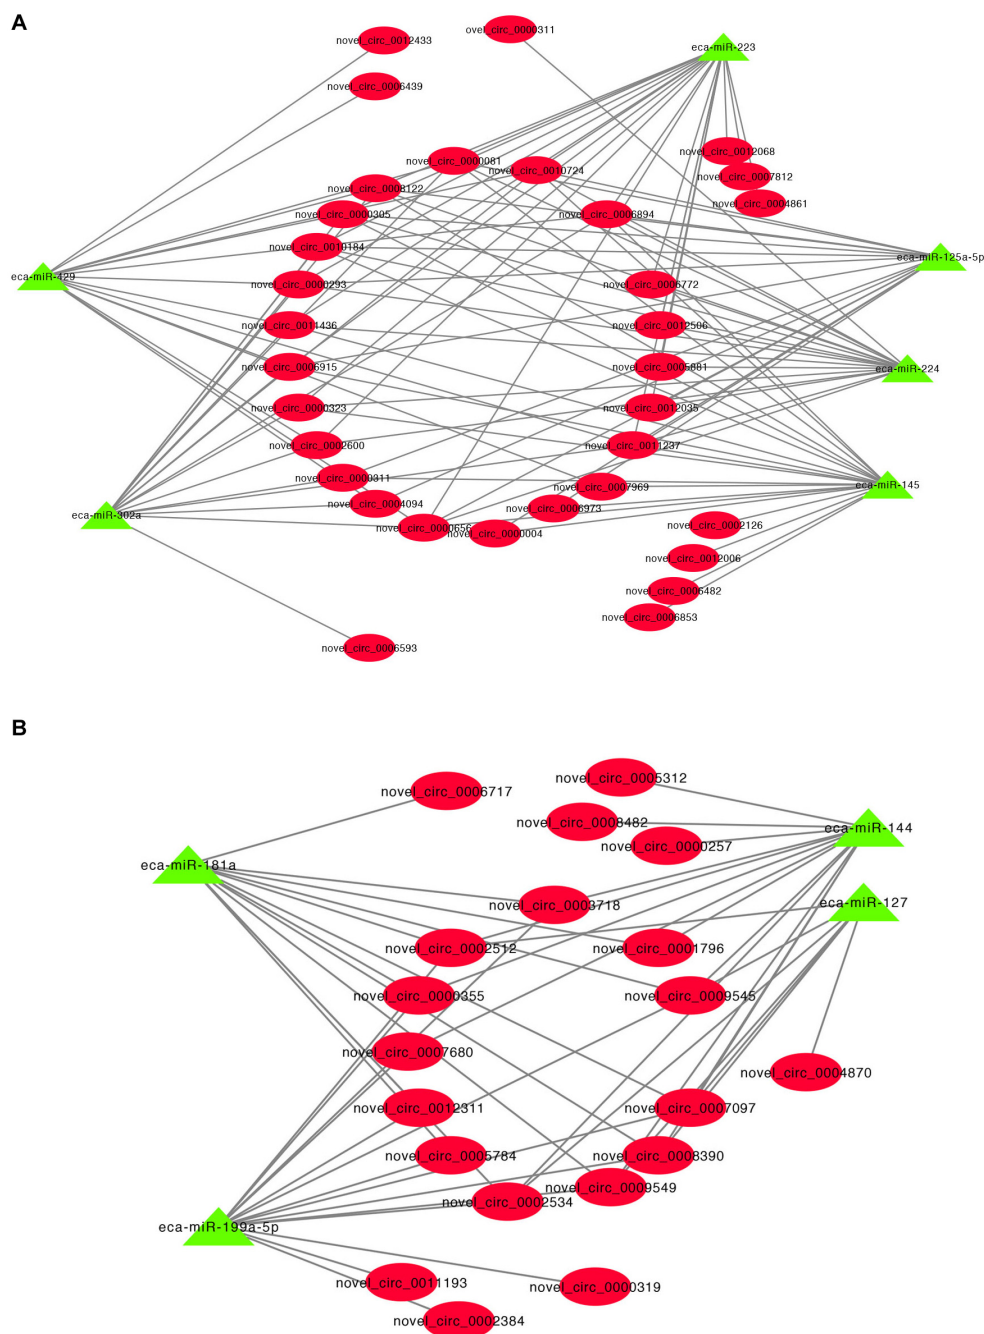 A
ovel_circ_0000311
novel_circ_0012433
eca-miR-223
novel_circ_0006439
novel_circ_0012068
novel_circ_0000081
novel_circ_0010724
novel_circ_0007812
novel_circ_0008122
novel_circ_0004861
novel_circ_0000305
novel_circ_0006894
novel_circ_0010184
eca-miR-125a-5p
eca-miR-429
novel_circ_0000293
novel_circ_0006772
novel_circ_0011436
novel_circ_0012506
novel_circ_0006915
novel_circ_0005881
eca-miR-224
novel_circ_0000323
novel_circ_0012035
novel_circ_0002600
novel_circ_0011237
novel_circ_0000311
novel_circ_0007969
eca-miR-145
novel_circ_0004094
novel_circ_0006973
eca-miR-302a
novel_circ_0000656
novel_circ_0000004
novel_circ_0002126
novel_circ_0012006
novel_circ_0006482
novel_circ_0006853
novel_circ_0006593
B
novel_circ_0005312
novel_circ_0006717
novel_circ_0008482
eca-miR-144
novel_circ_0000257
eca-miR-181a
eca-miR-127
novel_circ_0003718
novel_circ_0002512
novel_circ_0001796
novel_circ_0000355
novel_circ_0009545
novel_circ_0007680
novel_circ_0004870
novel_circ_0012311
novel_circ_0007097
novel_circ_0005784
novel_circ_0008390
novel_circ_0009549
novel_circ_0002534
eca-miR-199a-5p
novel_circ_0011193
novel_circ_0000319
novel_circ_0002384